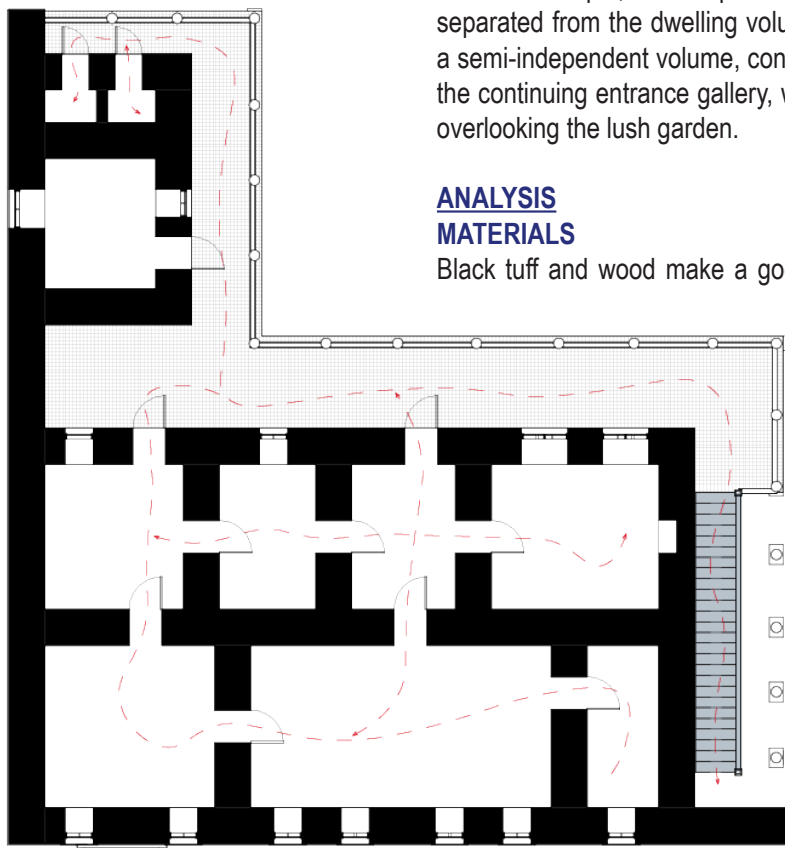 separated from the dwelling volu
a semi-independent volume, con
the continuing entrance gallery, w
overlooking the lush garden.
ANALYSIS
MATERIALS
Black tuff and wood make a go